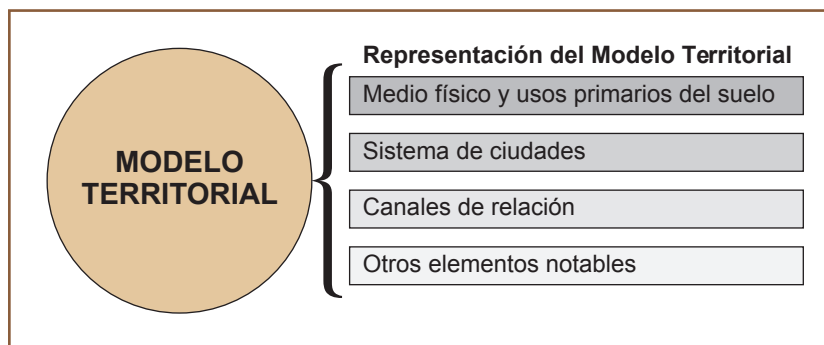 MODELO
TERRITORIAL
Representación del Modelo Territorial
Medio físico y usos primarios del suelo
Sistema de ciudades
Canales de relación
Otros elementos notables